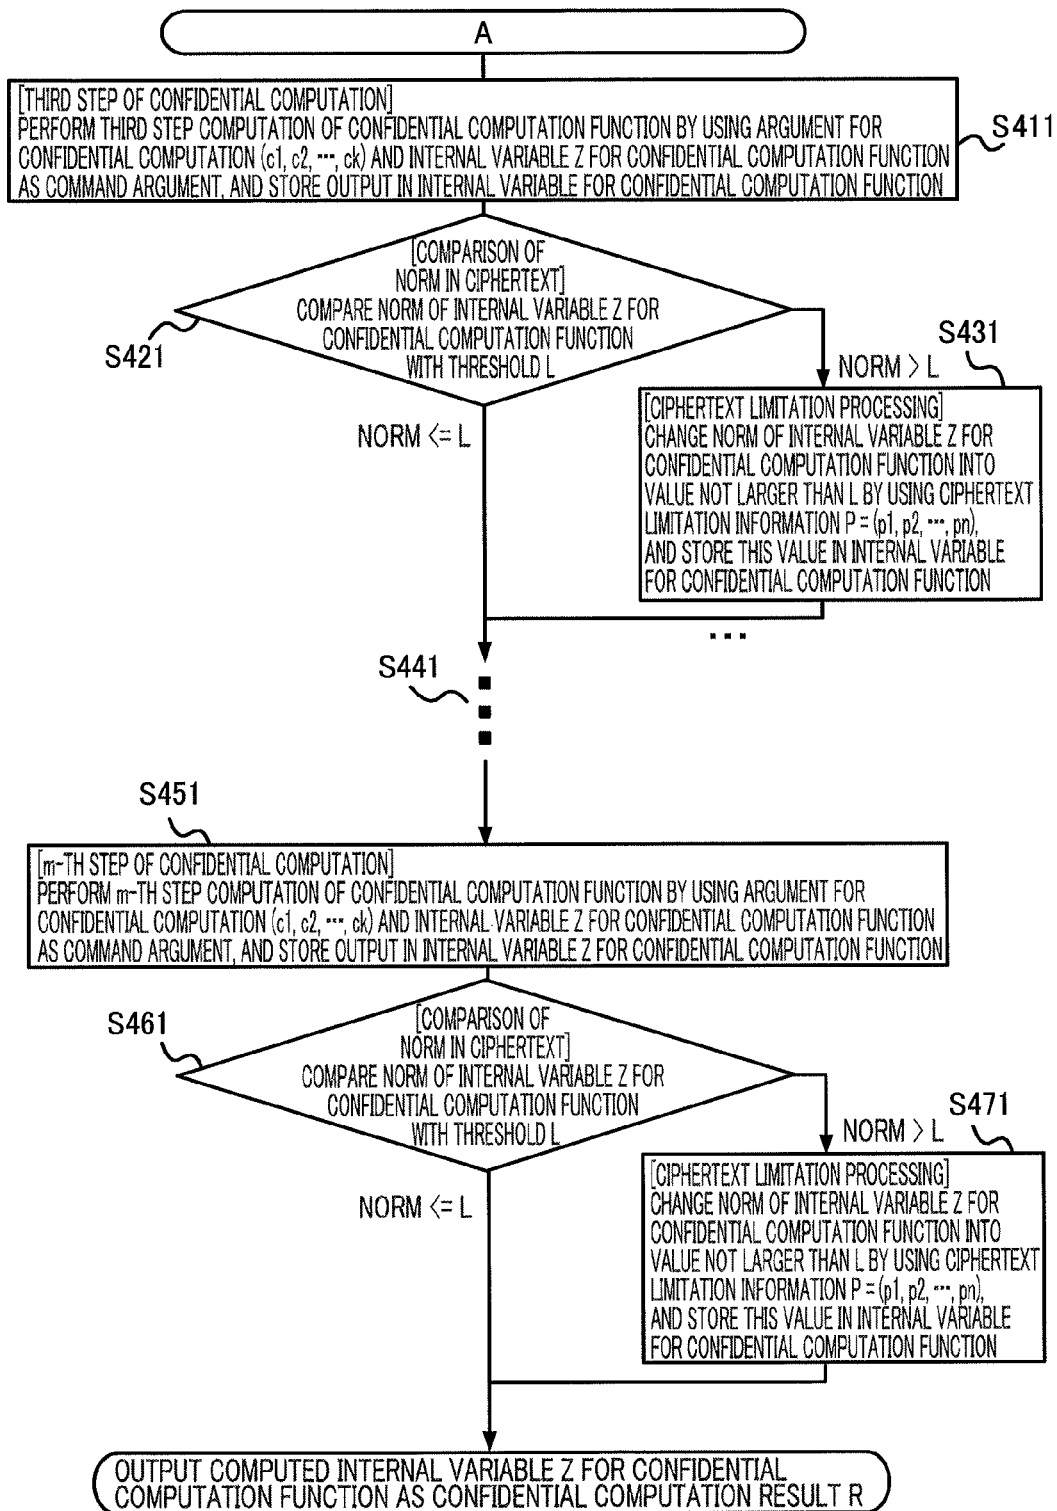 A
[THIRD STEP OF CONFIDENTIAL COMPUTATION]
PERFORM THIRD STEP COMPUTATION OF CONFIDENTIAL COMPUTATION FUNCTION BY USING ARGUMENT FOR
CONFIDENTIAL COMPUTATION (c1, c2, ···, ck) AND INTERNAL VARIABLE Z FOR CONFIDENTIAL COMPUTATION FUNCTION
AS COMMAND ARGUMENT, AND STORE OUTPUT IN INTERNAL VARIABLE FOR CONFIDENTIAL COMPUTATION FUNCTION
S411
[COMPARISON OF
NORM IN CIPHERTEXT]
COMPARE NORM OF INTERNAL VARIABLE Z FOR
CONFIDENTIAL COMPUTATION FUNCTION
WITH THRESHOLD L
S421
S431
NORM > L
NORM <= L
[CIPHERTEXT LIMITATION PROCESSING]
CHANGE NORM OF INTERNAL VARIABLE Z FOR
CONFIDENTIAL COMPUTATION FUNCTION INTO
VALUE NOT LARGER THAN L BY USING CIPHERTEXT
LIMITATION INFORMATION P = (p1, p2, ···, pn),
AND STORE THIS VALUE IN INTERNAL VARIABLE
FOR CONFIDENTIAL COMPUTATION FUNCTION
···
S441
S451
[m-TH STEP OF CONFIDENTIAL COMPUTATION]
PERFORM m-TH STEP COMPUTATION OF CONFIDENTIAL COMPUTATION FUNCTION BY USING ARGUMENT FOR
CONFIDENTIAL COMPUTATION (c1, c2, ···, ck) AND INTERNAL VARIABLE Z FOR CONFIDENTIAL COMPUTATION FUNCTION
AS COMMAND ARGUMENT, AND STORE OUTPUT IN INTERNAL VARIABLE Z FOR CONFIDENTIAL COMPUTATION FUNCTION
S461
[COMPARISON OF
NORM IN CIPHERTEXT]
COMPARE NORM OF INTERNAL VARIABLE Z FOR
CONFIDENTIAL COMPUTATION FUNCTION
WITH THRESHOLD L
S471
NORM > L
NORM <= L
[CIPHERTEXT LIMITATION PROCESSING]
CHANGE NORM OF INTERNAL VARIABLE Z FOR
CONFIDENTIAL COMPUTATION FUNCTION INTO
VALUE NOT LARGER THAN L BY USING CIPHERTEXT
LIMITATION INFORMATION P = (p1, p2, ···, pn),
AND STORE THIS VALUE IN INTERNAL VARIABLE
FOR CONFIDENTIAL COMPUTATION FUNCTION
OUTPUT COMPUTED INTERNAL VARIABLE Z FOR CONFIDENTIAL
COMPUTATION FUNCTION AS CONFIDENTIAL COMPUTATION RESULT R